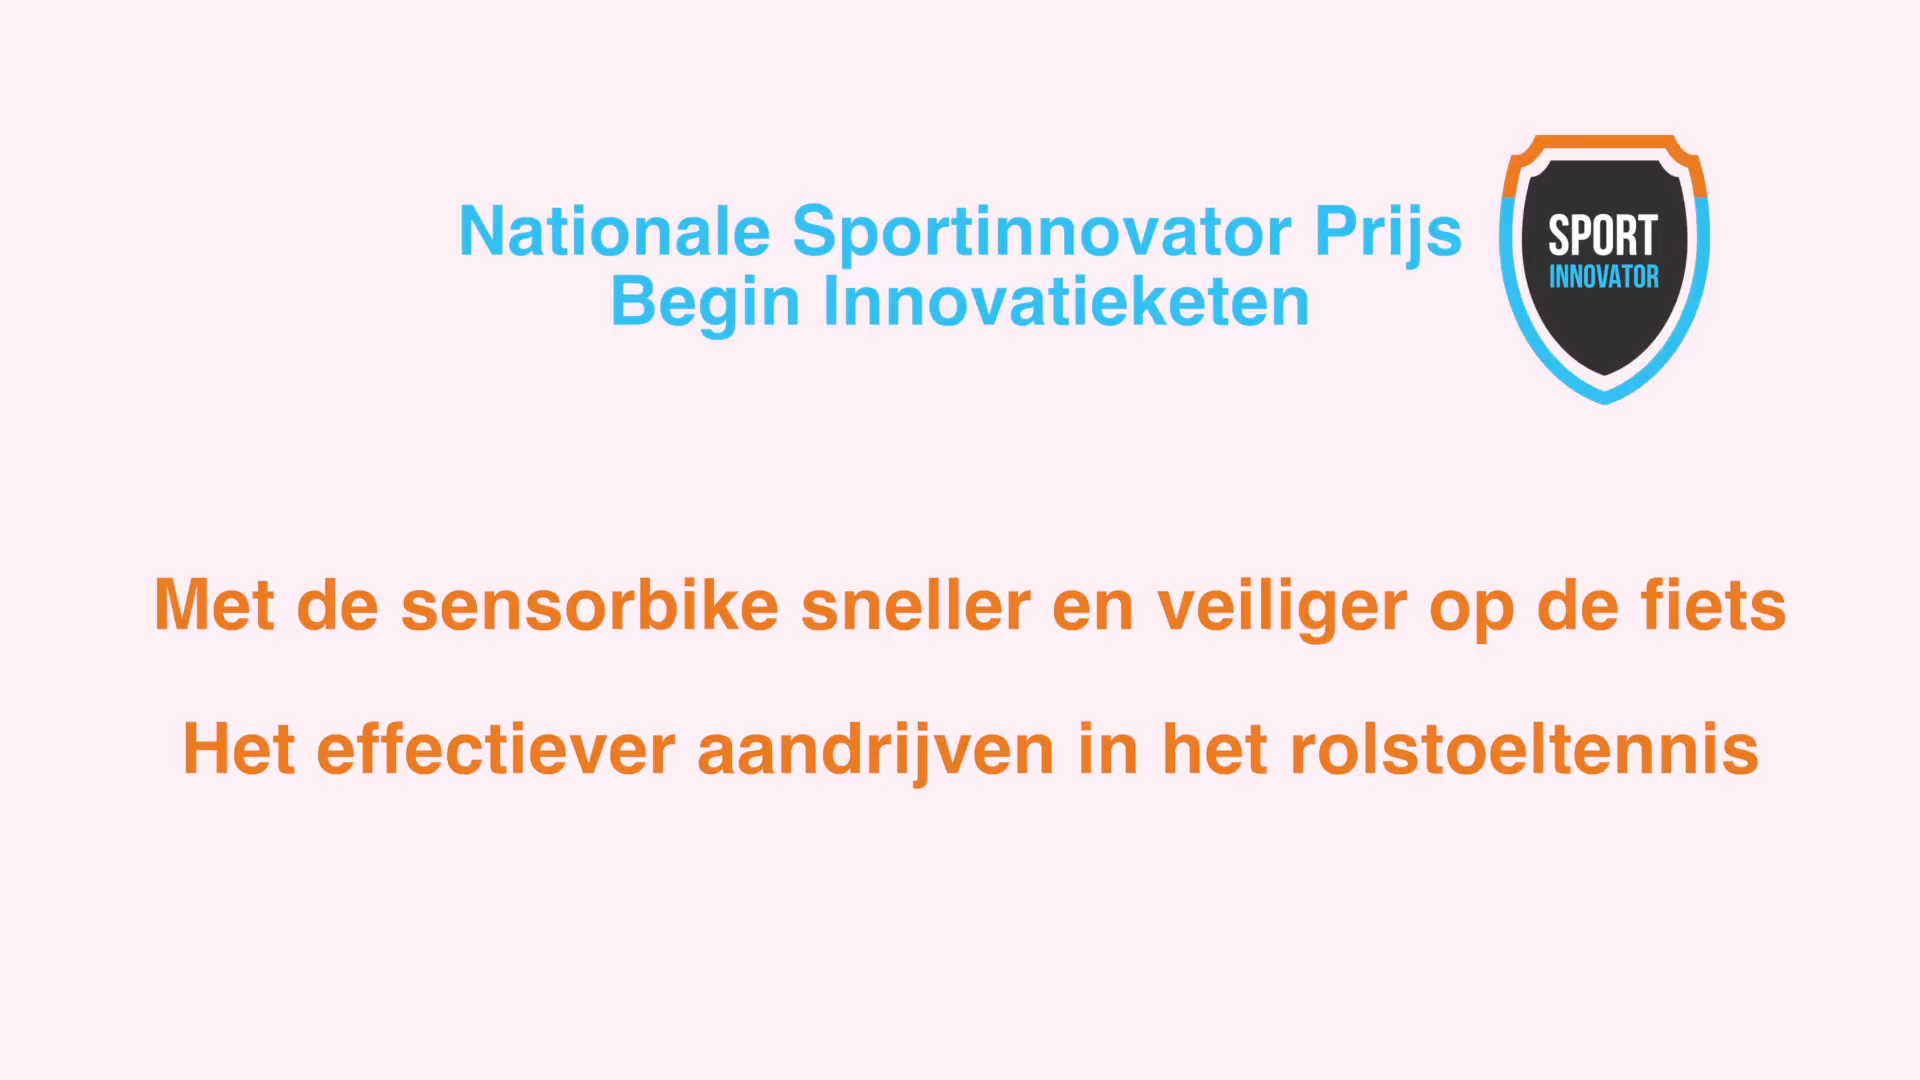 Nationale Sportinnovator Prijs
Begin Innovatieketen
SPORT
INNOVATOR
Met de sensorbike sneller en veiliger op de fiets
Het effectiever aandrijven in het rolstoeltennis